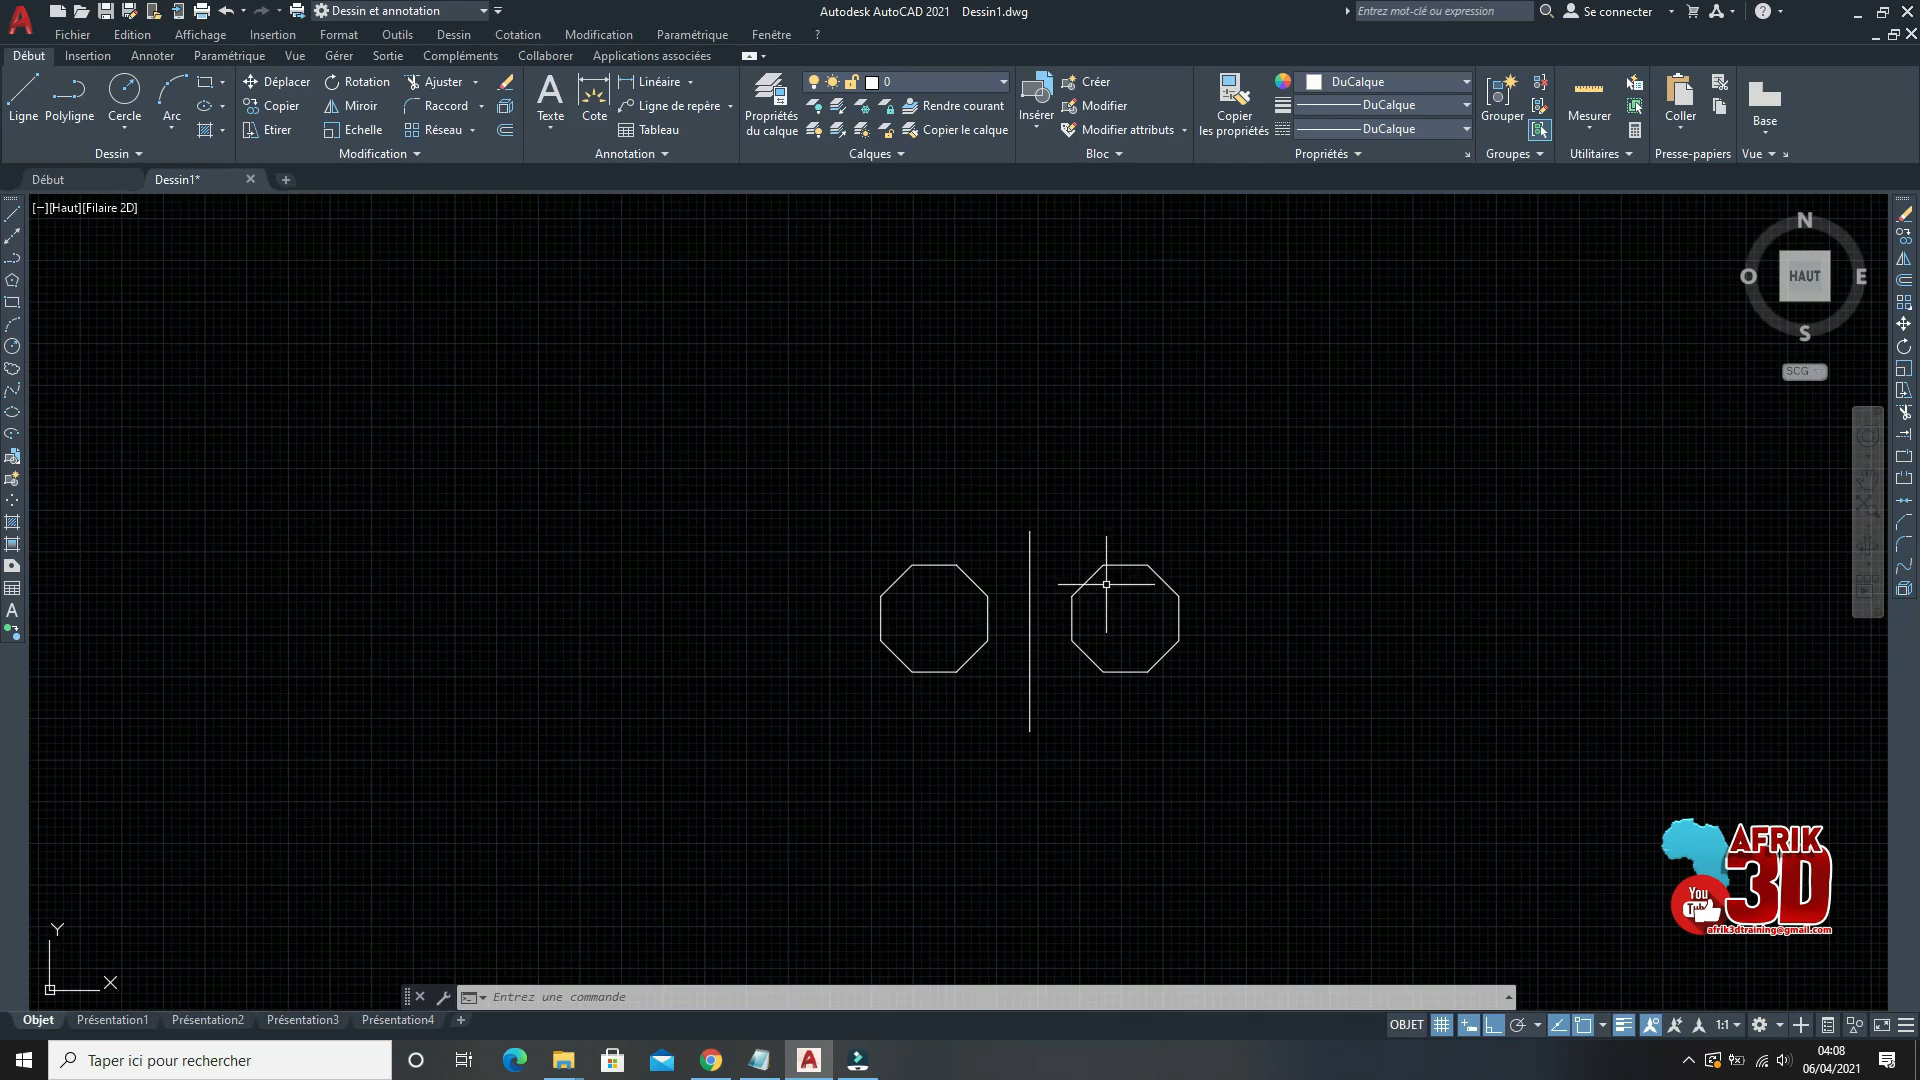 Dessin et annotation
Autodesk AutoCAD 2021 Dessin1.dwg
Entrez mot-clé ou expression
Se connecter
Fichier Edition Affichage Insertion Format Outils Dessin Cotation Modification Paramétrique Fenêtre ?
Début Insertion Annoter Paramétrique Vue Gérer Sortie Compléments Collaborer Applications associées
Ligne Polyligne Cercle Arc
Dessin
Déplacer Rotation Ajuster
Copier Miroir Raccord
Etirer Echelle Réseau
Modification
Texte Cote
Linéaire
Ligne de repère
Tableau
Annotation
Propriétés
du calque
0
Rendre courant
Copier le calque
Calques
Insérer
Créer
Modifier
Modifier attributs
Bloc
Copier
les propriétés
DuCalque
DuCalque
DuCalque
Propriétés
Grouper
Groupes
Mesurer
Utilitaires
Coller
Presse-papiers
Base
Vue
Début Dessin1*
[−][Haut][Filaire 2D]
N
O HAUT E
S
SCG
AFRIK
3D
You
Tube
afrik3dtraining@gmail.com
Y
X
Entrez une commande
Objet Présentation1 Présentation2 Présentation3 Présentation4
OBJET
1:1
Taper ici pour rechercher
04:08
06/04/2021